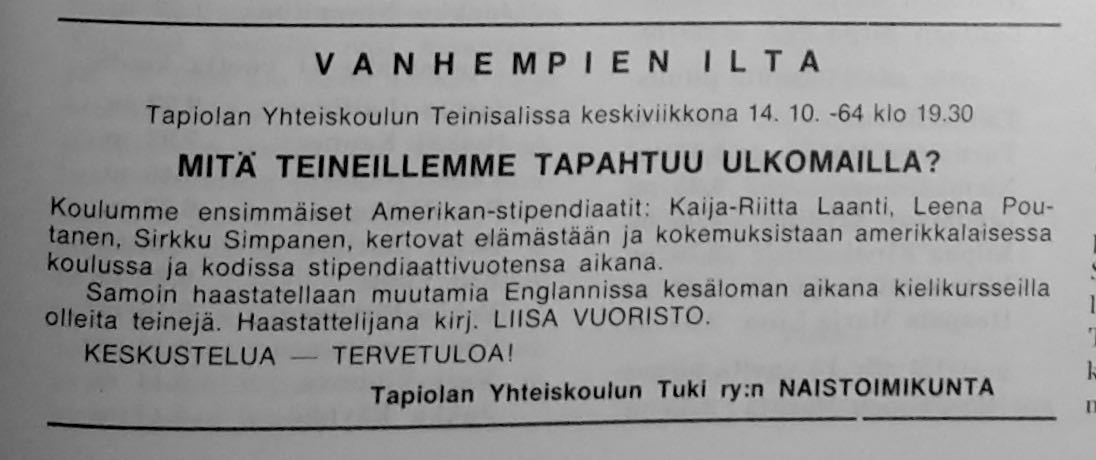 VANHEMPIEN ILTA
Tapiolan Yhteiskoulun Teinisalissa keskiviikkona 14. 10. -64 klo 19.30
MITÄ TEINEILLEMME TAPAHTUU ULKOMAILLA?
Koulumme ensimmäiset Amerikan-stipendiaatit: Kaija-Riitta Laanti, Leena Pou-
tanen, Sirkku Simpanen, kertovat elämästään ja kokemuksistaan amerikkalaisessa
koulussa ja kodissa stipendiaattivuotensa aikana.
Samoin haastatellaan muutamia Englannissa kesäloman aikana kielikursseilla
olleita teinejä. Haastattelijana kirj. LIISA VUORISTO.
KESKUSTELUA — TERVETULOA!
Tapiolan Yhteiskoulun Tuki ry:n NAISTOIMIKUNTA